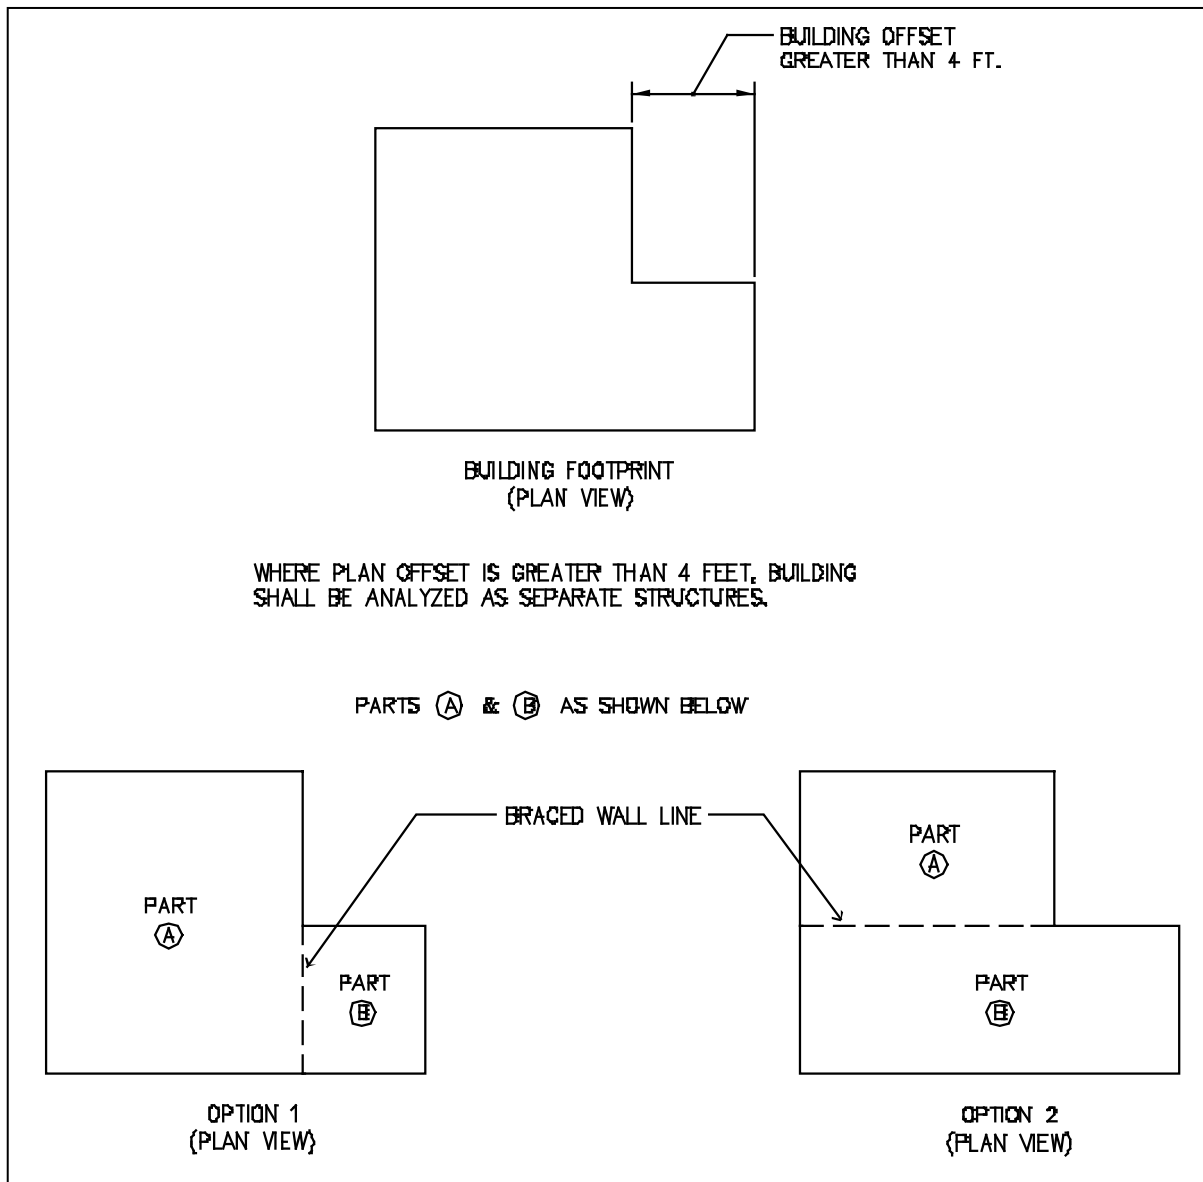 BUILDING OFFSET
GREATER THAN 4 FT.
BUILDING FOOTPRINT
(PLAN VIEW)
WHERE PLAN OFFSET IS GREATER THAN 4 FEET, BUILDING
SHALL BE ANALYZED AS SEPARATE STRUCTURES.
PARTS A & B AS SHOWN BELOW
BRACED WALL LINE
PART
A
PART
B
OPTION 1
(PLAN VIEW)
PART
A
PART
B
OPTION 2
(PLAN VIEW)